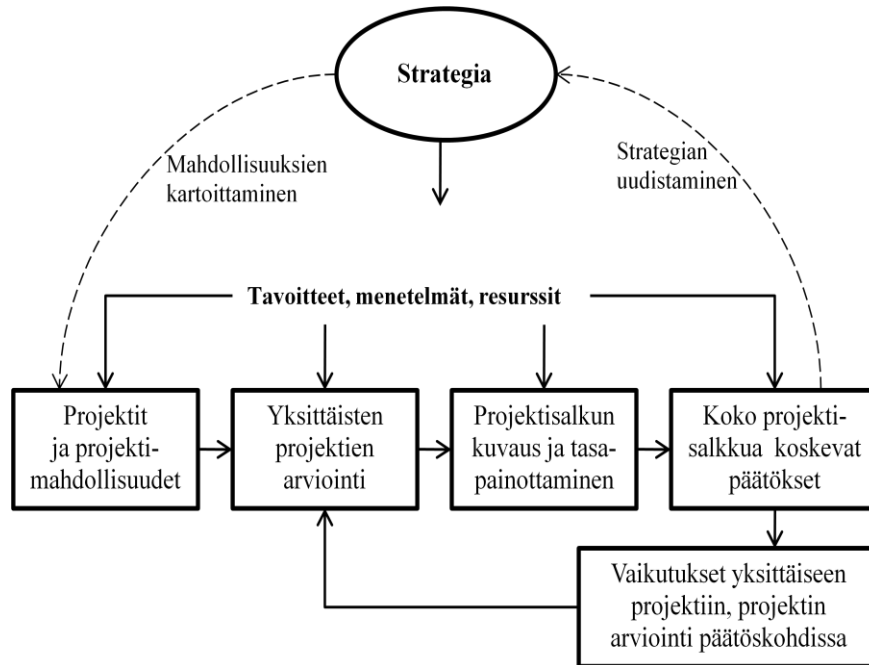 Strategia
Mahdollisuuksien
kartoittaminen
Strategian
uudistaminen
Tavoitteet, menetelmät, resurssit
Projektit
ja projekti-
mahdollisuudet
Yksittäisten
projektien
arviointi
Projektisalkun
kuvaus ja tasa-
painottaminen
Koko projekti-
salkkua koskevat
päätökset
Vaikutukset yksittäiseen
projektiin, projektin
arviointi päätöskohdissa